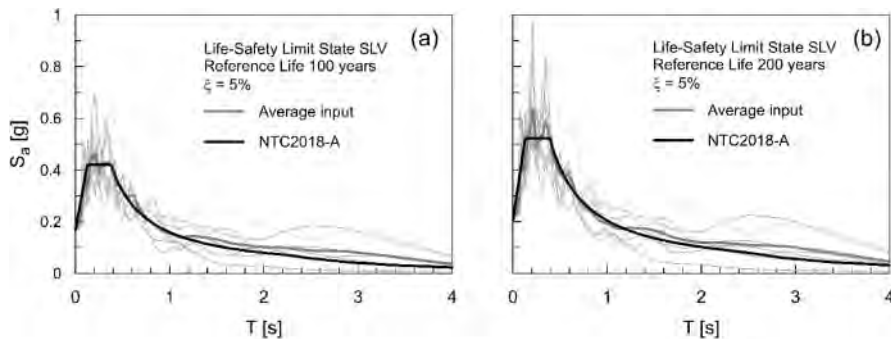 1
0.8
0.6
0.4
0.2
0
S_a [g]
(a)
Life-Safety Limit State SLV
Reference Life 100 years
ξ = 5%
Average input
NTC2018-A
0 1 2 3 4
T [s]
(b)
Life-Safety Limit State SLV
Reference Life 200 years
ξ = 5%
Average input
NTC2018-A
0 1 2 3 4
T [s]